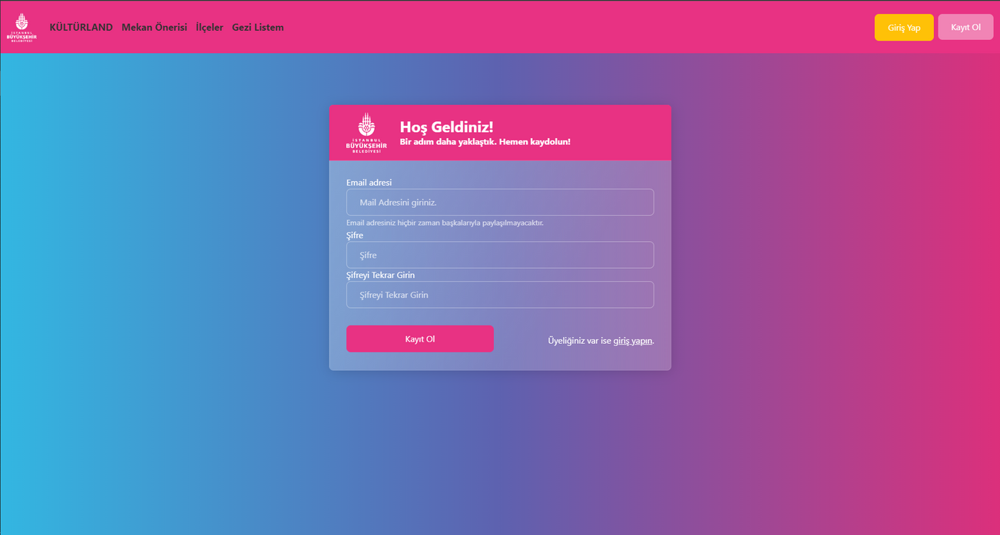 İSTANBUL
BÜYÜKŞEHİR
BELEDİYESİ
KÜLTÜRLAND Mekan Önerisi İlçeler Gezi Listem
Giriş Yap Kayıt Ol
İSTANBUL
BÜYÜKŞEHİR
BELEDİYESİ
Hoş Geldiniz!
Bir adım daha yaklaştık. Hemen kaydolun!
Email adresi
Mail Adresini giriniz.
Email adresiniz hiçbir zaman başkalarıyla paylaşılmayacaktır.
Şifre
Şifre
Şifreyi Tekrar Girin
Şifreyi Tekrar Girin
Kayıt Ol
Üyeliğiniz var ise giriş yapın.